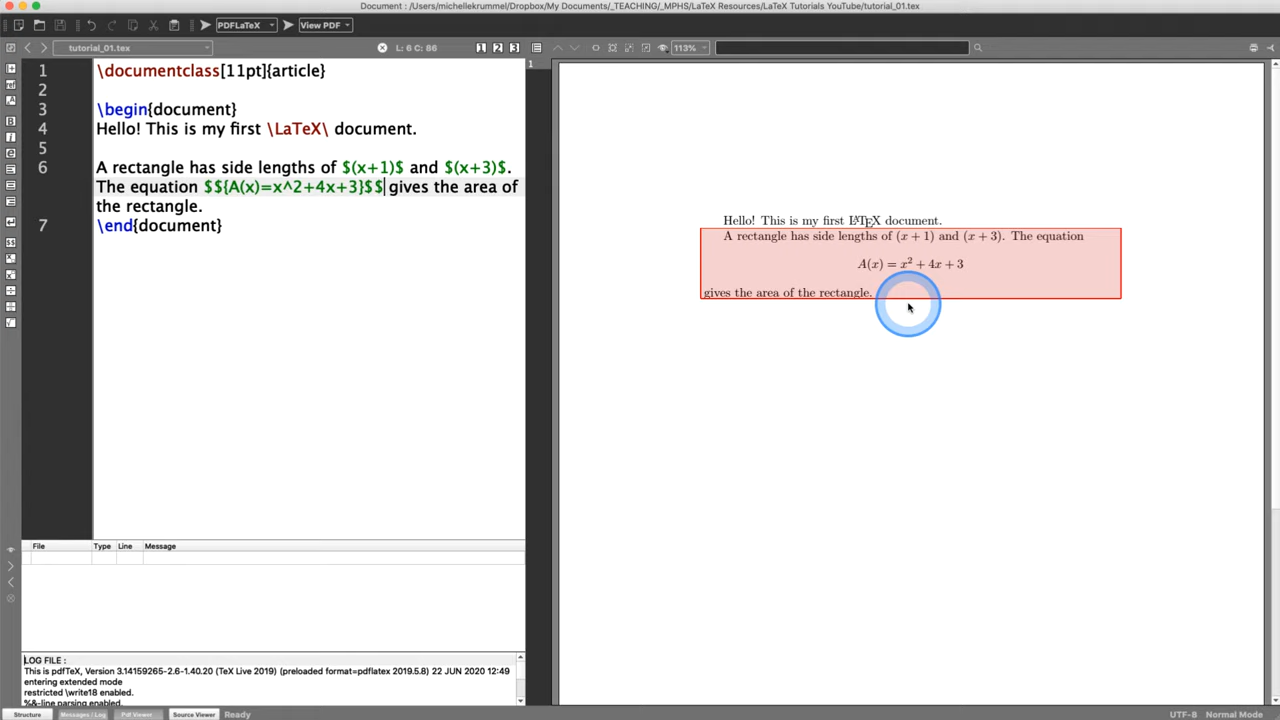 Document : /Users/michellekrummel/Dropbox/My Documents/_TEACHING/_MPHS/LaTeX Resources/LaTeX Tutorials YouTube/tutorial_01.tex
PDFLaTeX
View PDF
tutorial_01.tex
L: 6 C: 86
1 2 3
113%
1 \documentclass[11pt]{article}
2
3 \begin{document}
4 Hello! This is my first \LaTeX\ document.
5
6 A rectangle has side lengths of $(x+1)$ and $(x+3)$.
The equation $${A(x)=x^2+4x+3}$$ gives the area of
the rectangle.
7 \end{document}
File Type Line Message
LOG FILE :
This is pdfTeX, Version 3.14159265-2.6-1.40.20 (TeX Live 2019) (preloaded format=pdflatex 2019.5.8) 22 JUN 2020 12:49
entering extended mode
restricted \write18 enabled.
%&-line parsing enabled.
Structure Messages / Log Pdf Viewer Source Viewer Ready
1
Hello! This is my first LATEX document.
A rectangle has side lengths of (x + 1) and (x + 3). The equation
A(x) = x² + 4x + 3
gives the area of the rectangle.
UTF-8 Normal Mode